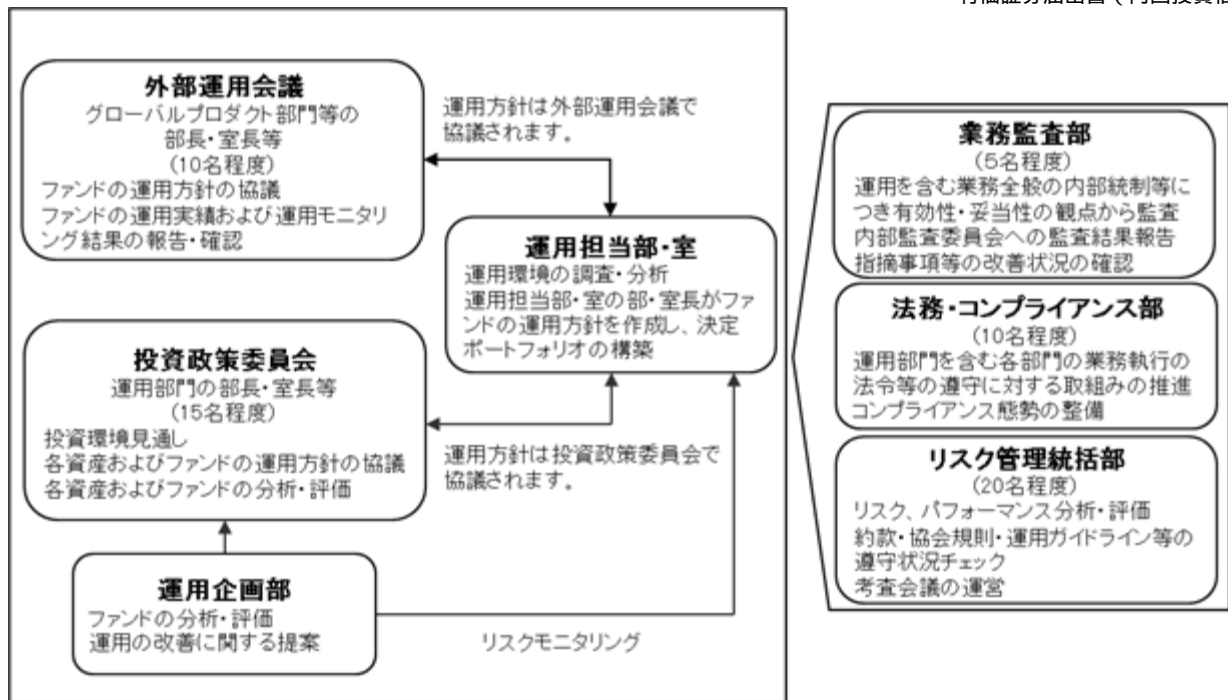 外部運用会議
グローバルプロダクト部門等の
部長・室長等
(10名程度)
ファンドの運用方針の協議
ファンドの運用実績および運用モニタリ
ング結果の報告・確認
運用方針は外部運用会議で
協議されます。
運用担当部・室
運用環境の調査・分析
運用担当部・室の部・室長がファ
ンドの運用方針を作成し、決定
ポートフォリオの構築
投資政策委員会
運用部門の部長・室長等
(15名程度)
投資環境見通し
各資産およびファンドの運用方針の協議
各資産およびファンドの分析・評価
運用方針は投資政策委員会で
協議されます。
運用企画部
ファンドの分析・評価
運用の改善に関する提案
リスクモニタリング
業務監査部
(5名程度)
運用を含む業務全般の内部統制等に
つき有効性・妥当性の観点から監査
内部監査委員会への監査結果報告
指摘事項等の改善状況の確認
法務・コンプライアンス部
(10名程度)
運用部門を含む各部門の業務執行の
法令等の遵守に対する取組みの推進
コンプライアンス態勢の整備
リスク管理統括部
(20名程度)
リスク、パフォーマンス分析・評価
約款・協会規則・運用ガイドライン等の
遵守状況チェック
考査会議の運営